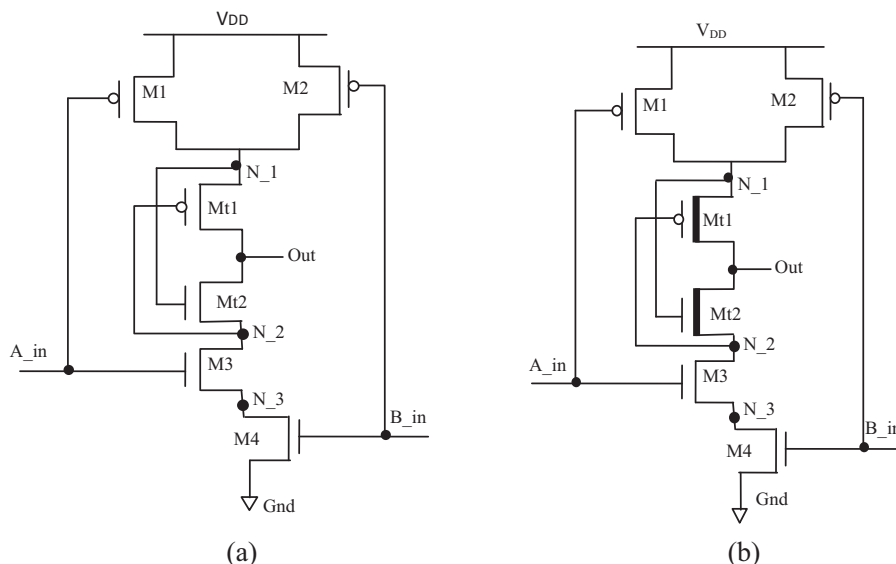 VDD
M1
M2
N_1
Mt1
Out
Mt2
N_2
A_in
M3
N_3
B_in
M4
Gnd
(a)
VDD
M1
M2
N_1
Mt1
Out
Mt2
N_2
A_in
M3
N_3
B_in
M4
Gnd
(b)